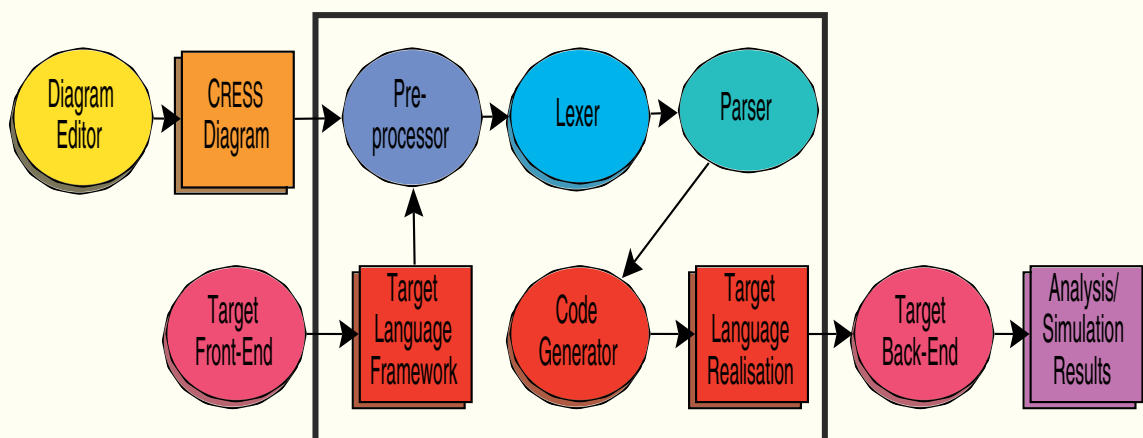 Diagram
Editor
CRESS
Diagram
Pre-
processor
Lexer
Parser
Target
Front-End
Target
Language
Framework
Code
Generator
Target
Language
Realisation
Target
Back-End
Analysis/
Simulation
Results